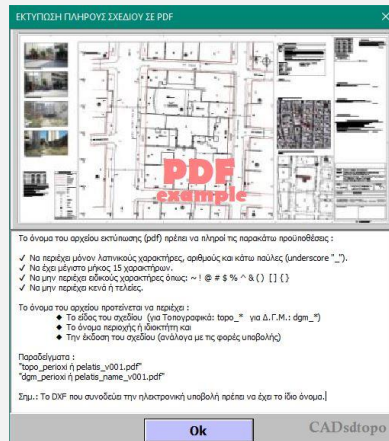 ΕΚΤΥΠΩΣΗ ΠΛΗΡΟΥΣ ΣΧΕΔΙΟΥ ΣΕ PDF
PDF
example
Το όνομα του αρχείου εκτύπωσης (pdf) πρέπει να πληροί τις παρακάτω προϋποθέσεις :
✓ Να περιέχει μόνον λατινικούς χαρακτήρες, αριθμούς και κάτω παύλες (underscore "_").
✓ Να έχει μέγιστο μήκος 15 χαρακτήρων.
✓ Να μην περιέχει ειδικούς χαρακτήρες όπως: ~ ! @ # $ % ^ & ( ) [ ] { }
✓ Να μην περιέχει κενά ή τελείες.
Το όνομα του αρχείου προτείνεται να περιέχει :
◆ Το είδος του σχεδίου (για Τοπογραφικά: topo_* για Δ.Γ.Μ.: dgm_*)
◆ Το όνομα περιοχής ή ιδιοκτήτη και
◆ Την έκδοση του σχεδίου (ανάλογα με τις φορές υποβολής)
Παραδείγματα :
"topo_perioxi ή pelatis_v001.pdf"
"dgm_perioxi ή pelatis_name_v001.pdf"
Σημ.: Το DXF που συνοδεύει την ηλεκτρονική υποβολή πρέπει να έχει το ίδιο όνομα.
Ok
CADsdtopo